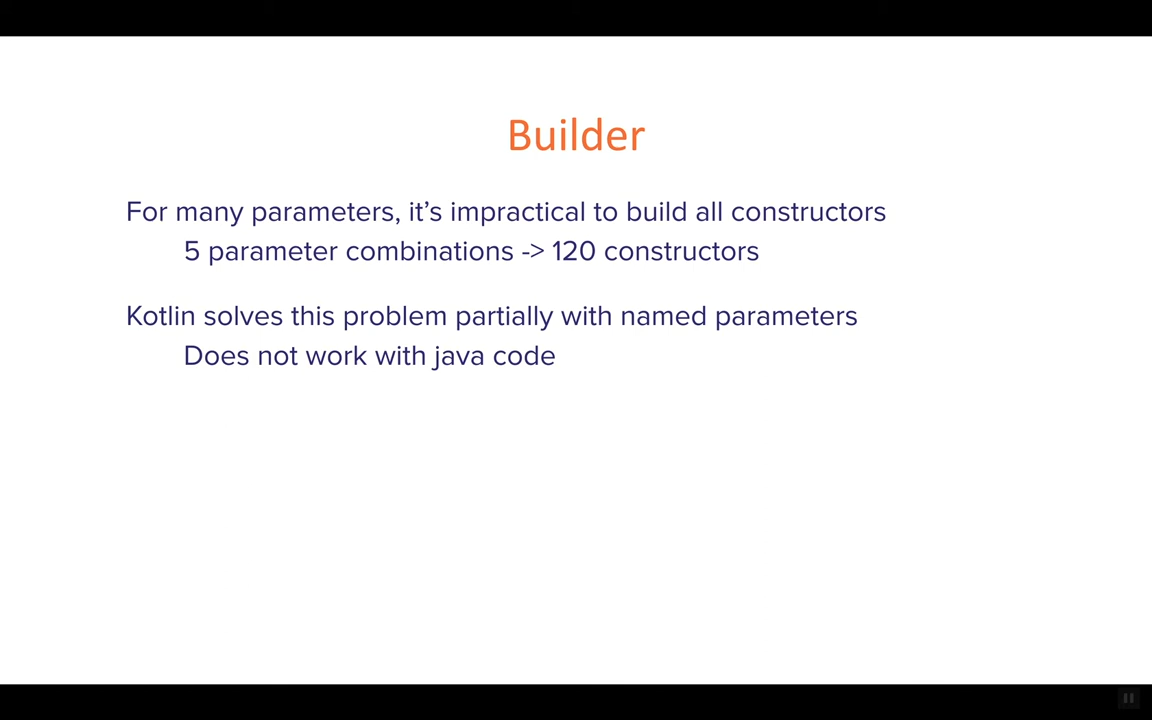 Builder
For many parameters, it’s impractical to build all constructors
5 parameter combinations -> 120 constructors
Kotlin solves this problem partially with named parameters
Does not work with java code